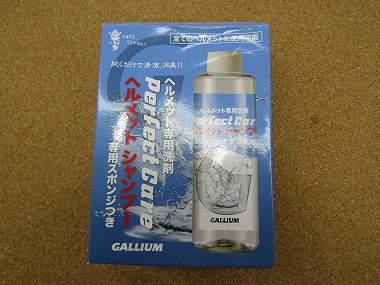 Very Strong
全てのヘルメットに使用可能
拭くだけで清潔、消臭!!
ヘルメット専用洗剤
Perfect Care
ヘルメットシャンプー
専用スポンジつき
GALLIUM
ヘルメット専用洗剤
Perfect Car
ヘルメットシャンプー
GALLIUM